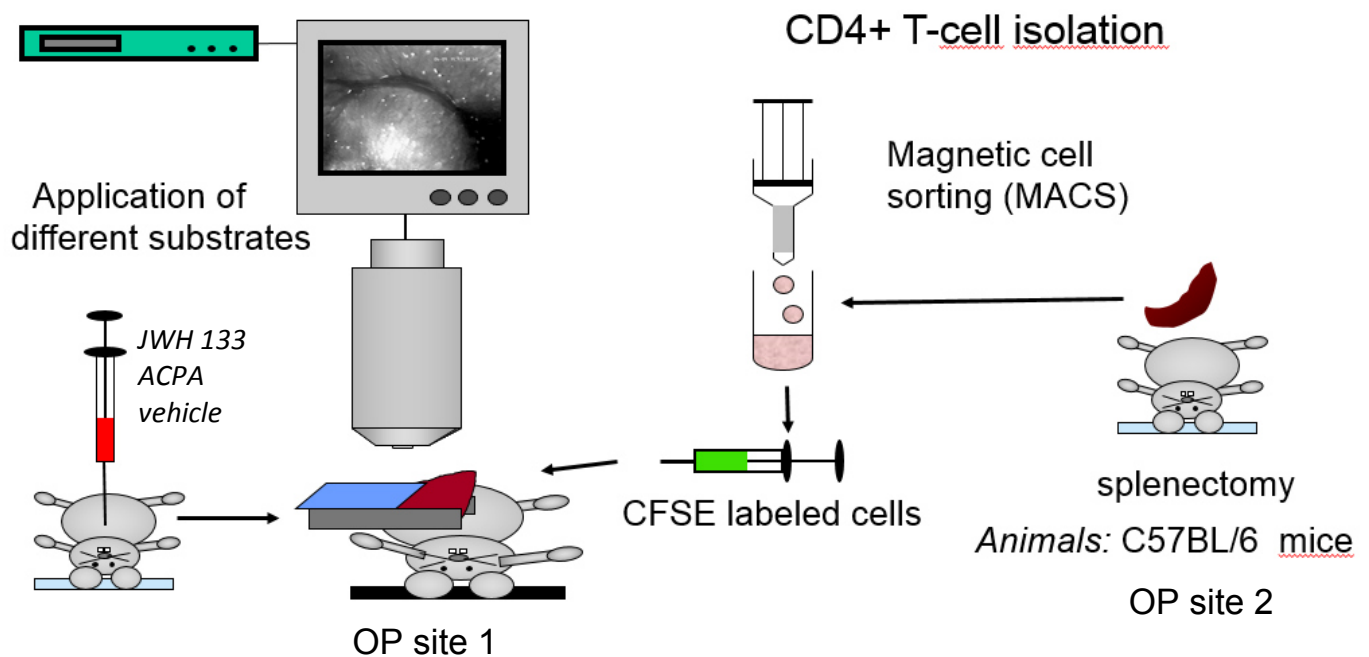 CD4+ T-cell isolation
Application of
different substrates
Magnetic cell
sorting (MACS)
JWH 133
ACPA
vehicle
CFSE labeled cells
splenectomy
Animals: C57BL/6 mice
OP site 1
OP site 2